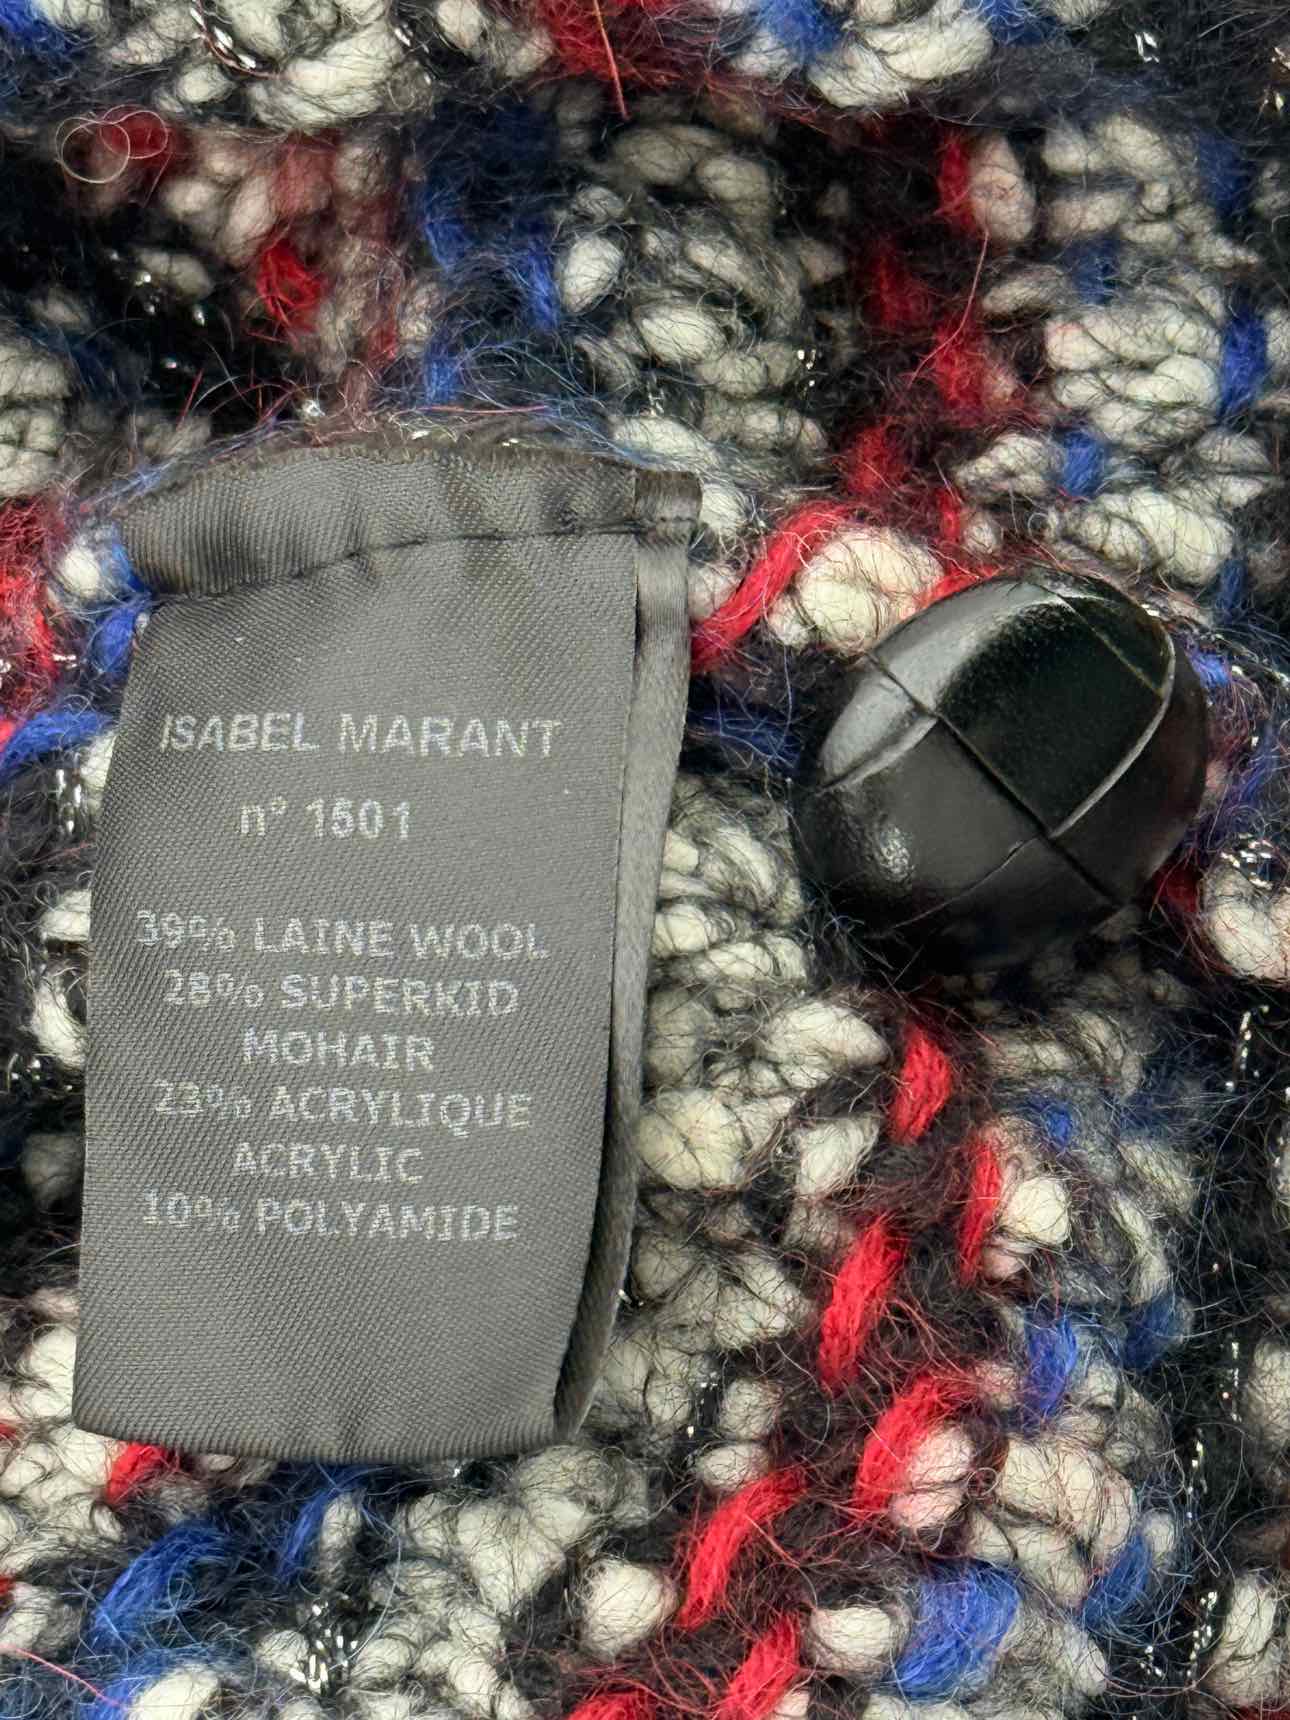 ISABEL MARANT
n° 1501
39% LAINE WOOL
28% SUPERKID
MOHAIR
23% ACRYLIQUE
ACRYLIC
10% POLYAMIDE